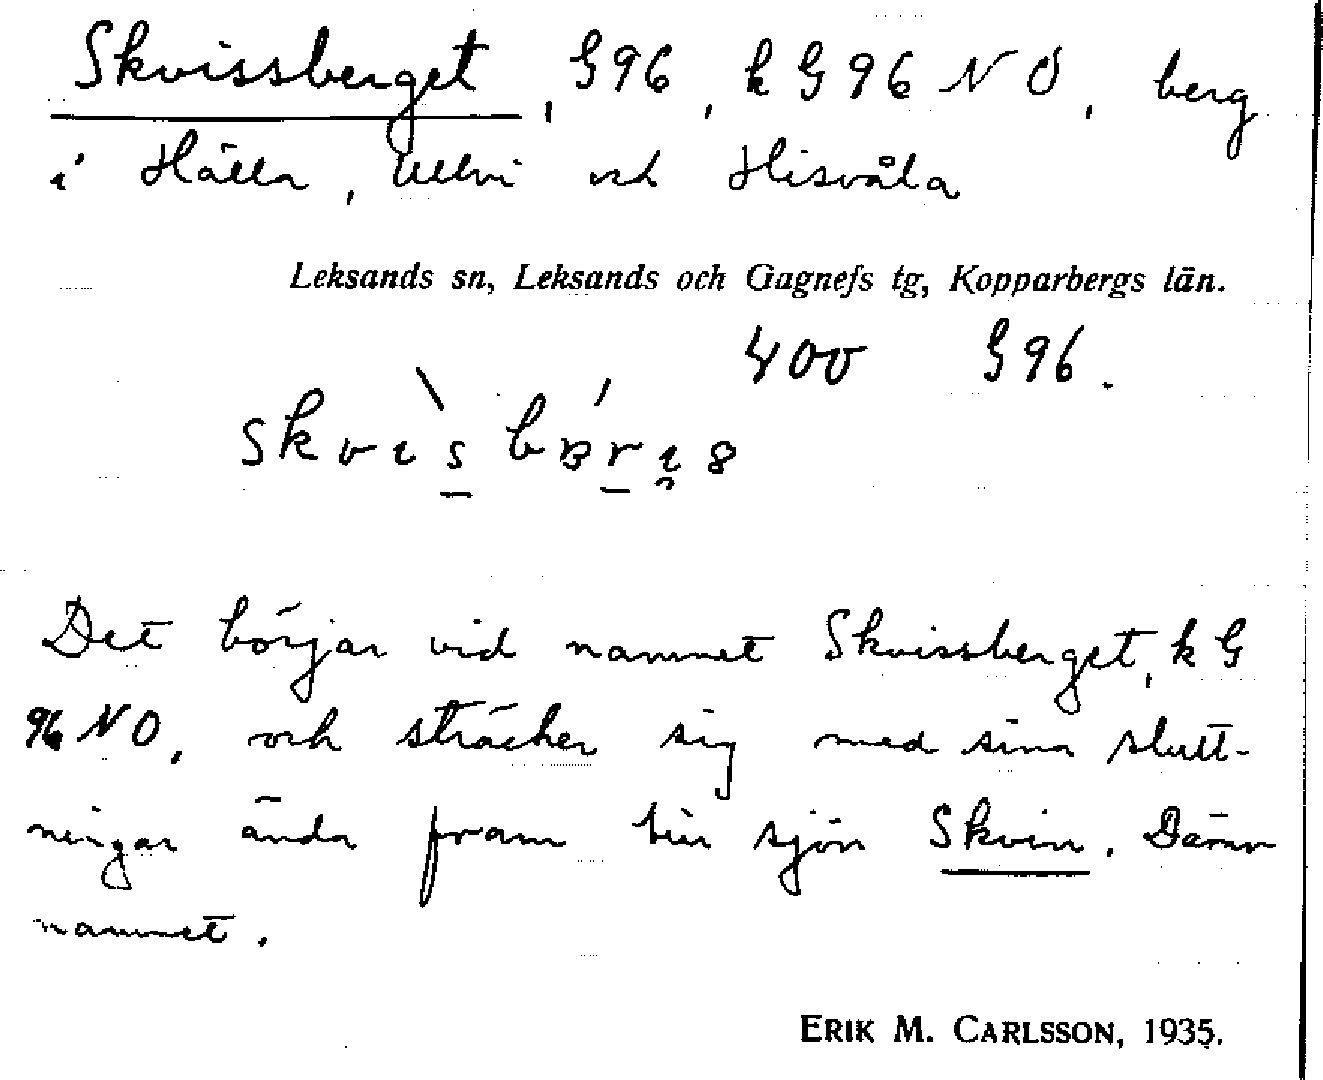 Skvissberget, G96, k G 96 NO, berg
i Hälla, Ullvi och Hisvåla
Leksands sn, Leksands och Gagnefs tg, Kopparbergs län.
400 G96.
Det börjar vid namnet Skvissberget, k G
96 NO, och sträcker sig med sina slutt-
ningar ända fram till sjön Skvin. Därav
namnet.
ERIK M. CARLSSON, 1935.